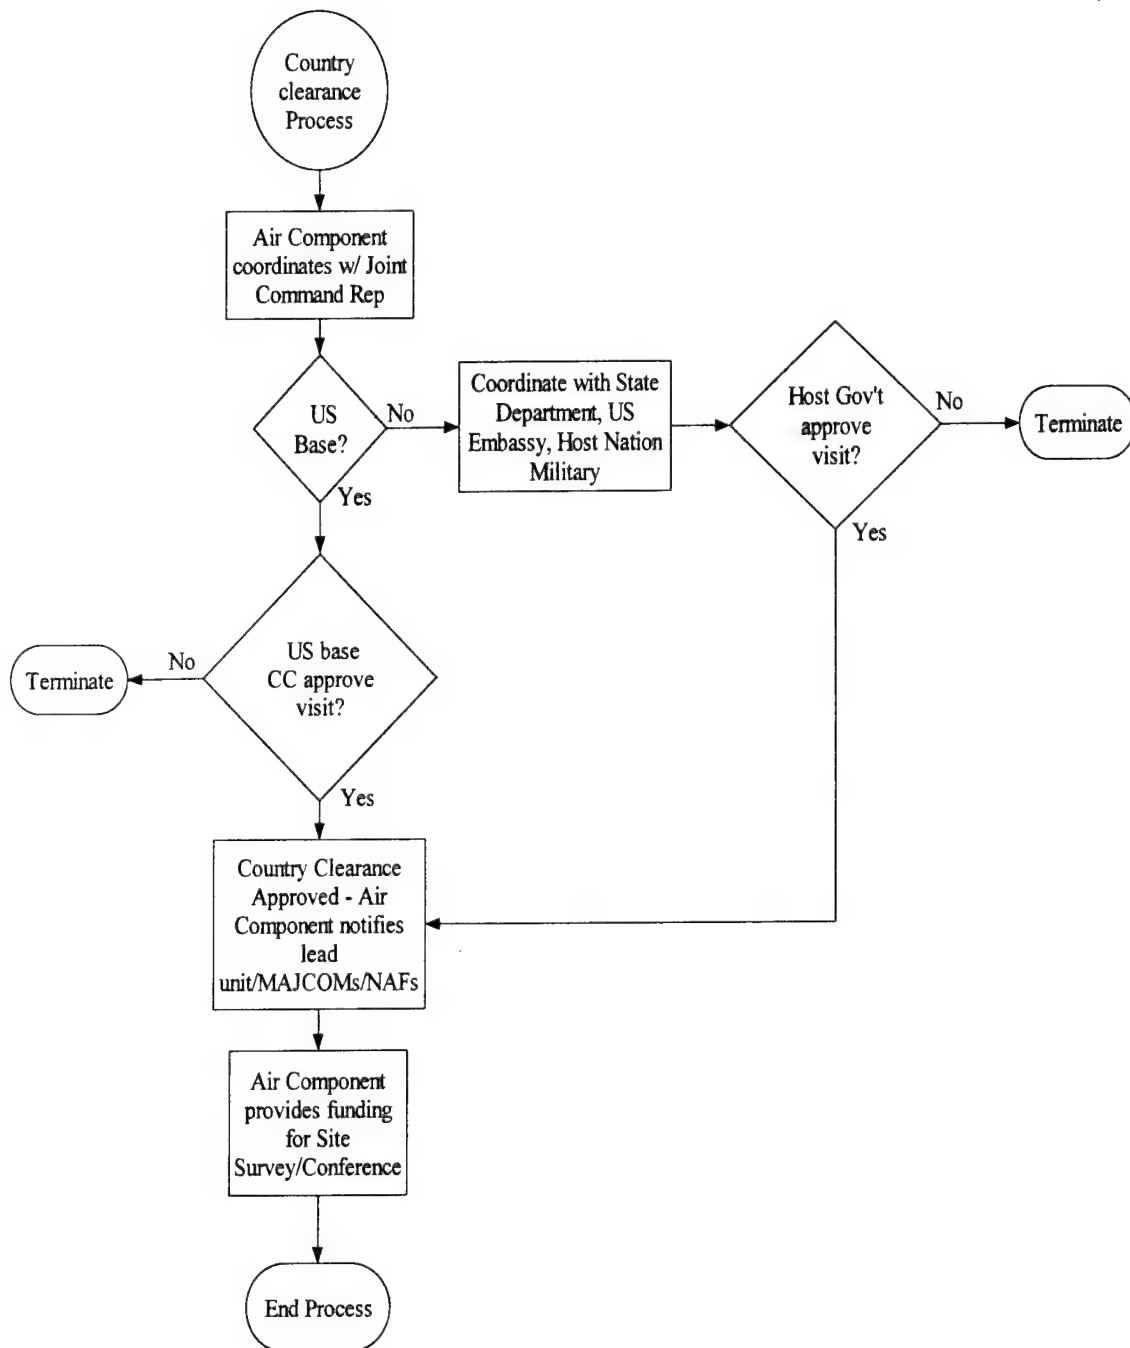 Country
clearance
Process
Air Component
coordinates w/ Joint
Command Rep
US
Base?
No
Yes
Coordinate with State
Department, US
Embassy, Host Nation
Military
Host Gov't
approve
visit?
No
Terminate
Yes
US base
CC approve
visit?
No
Terminate
Yes
Country Clearance
Approved - Air
Component notifies
lead
unit/MAJCOMs/NAFs
Air Component
provides funding
for Site
Survey/Conference
End Process